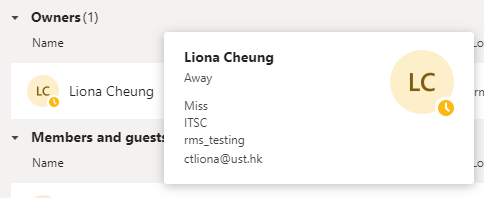 Owners (1)
Name
LC Liona Cheung
Members and guests
Name
Liona Cheung
Away
Miss
ITSC
rms_testing
ctliona@ust.hk
LC